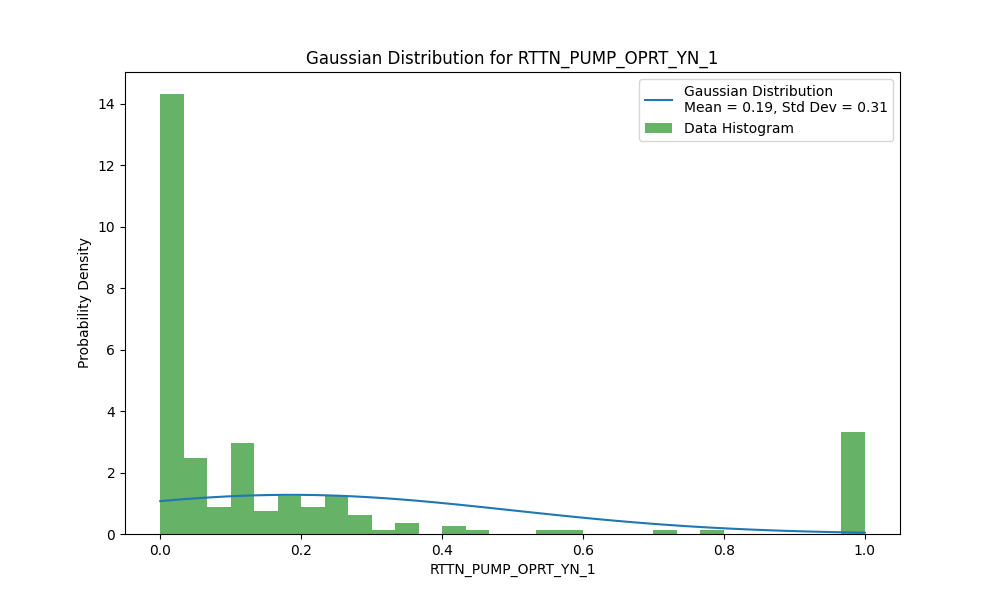 Gaussian Distribution for RTTN_PUMP_OPRT_YN_1
Gaussian Distribution
Mean = 0.19, Std Dev = 0.31
Data Histogram
Probability Density
14
12
10
8
6
4
2
0
0.0 0.2 0.4 0.6 0.8 1.0
RTTN_PUMP_OPRT_YN_1